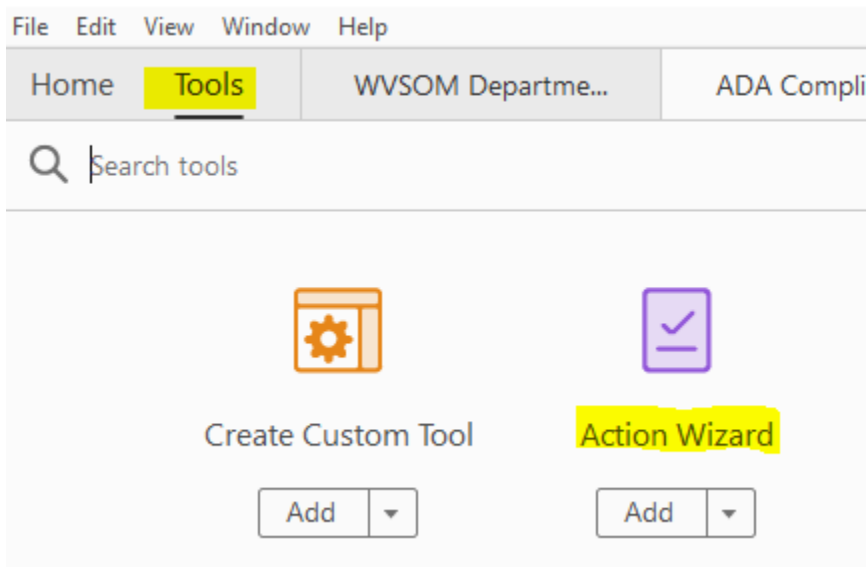 File Edit View Window Help
Home Tools WVSOM Departme... ADA Compli
Search tools
Create Custom Tool Action Wizard
Add Add